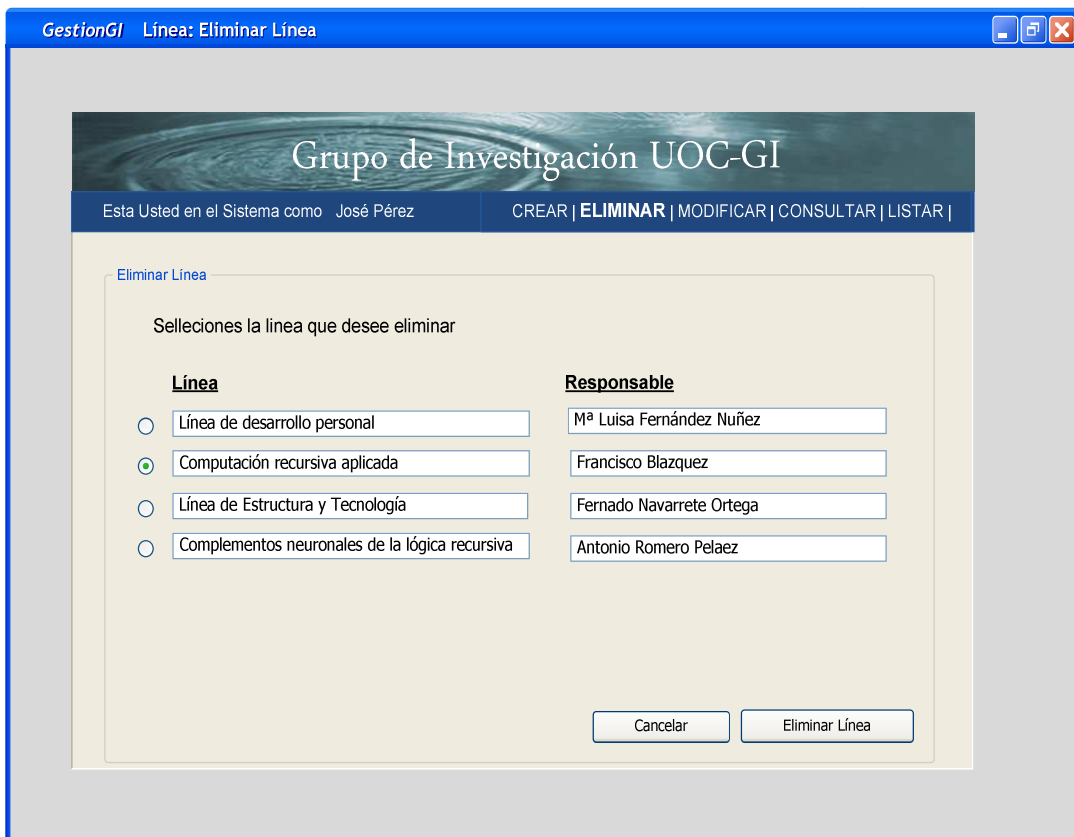 GestionGI Línea: Eliminar Línea
Grupo de Investigación UOC-GI
Esta Usted en el Sistema como José Pérez CREAR | ELIMINAR | MODIFICAR | CONSULTAR | LISTAR |
Eliminar Línea
Selleciones la linea que desee eliminar
Línea Responsable
Línea de desarrollo personal Mª Luisa Fernández Nuñez
Computación recursiva aplicada Francisco Blazquez
Línea de Estructura y Tecnología Fernado Navarrete Ortega
Complementos neuronales de la lógica recursiva Antonio Romero Pelaez
Cancelar Eliminar Línea